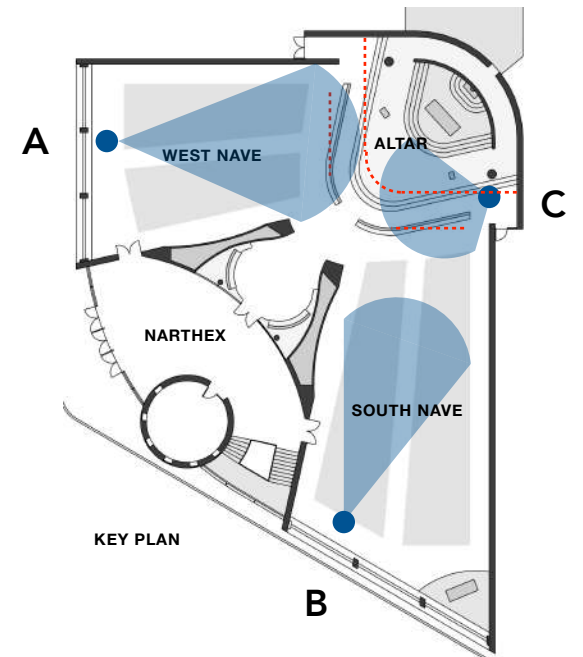 ALTAR
A
WEST NAVE
C
NARTHEX
SOUTH NAVE
KEY PLAN
B